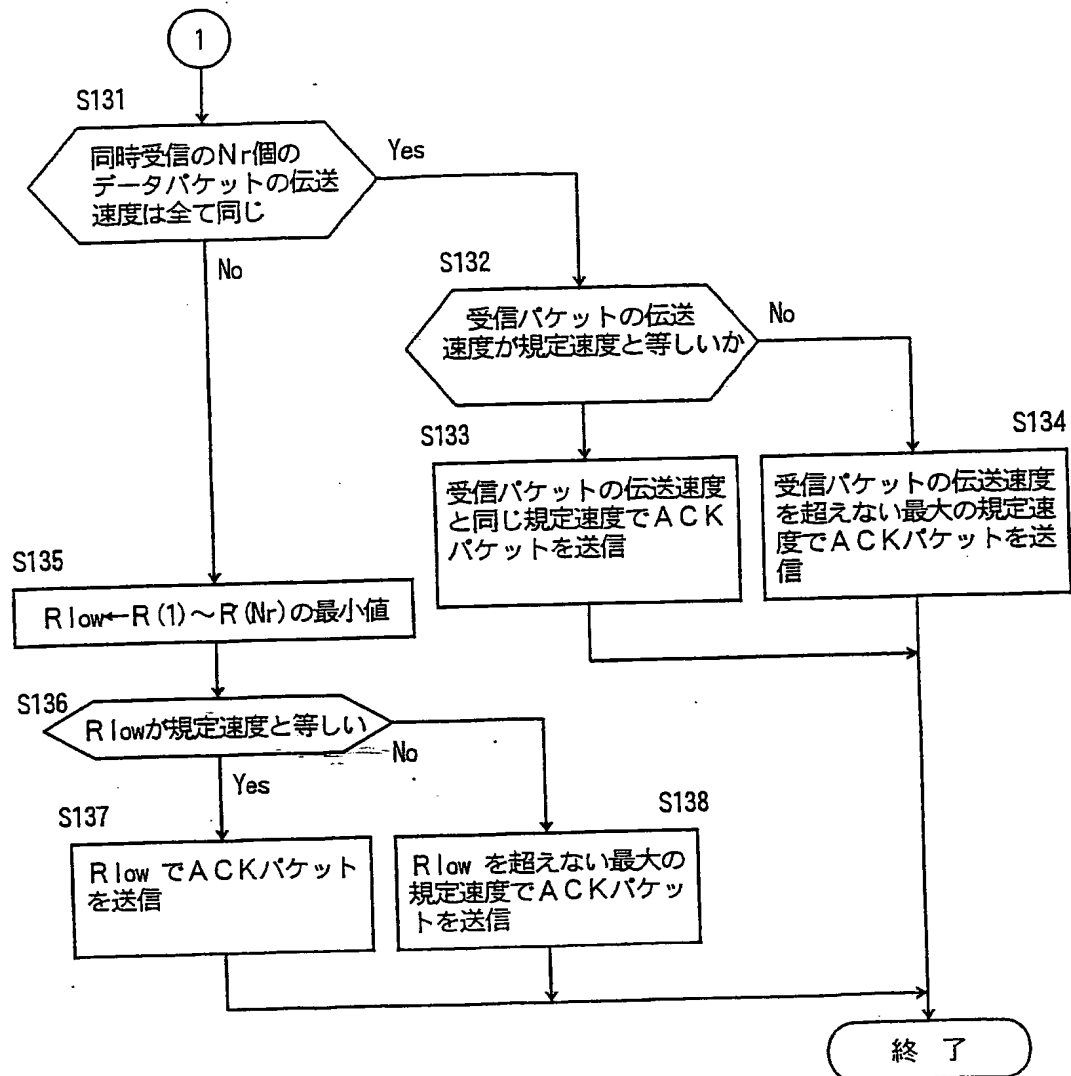 1
S131
同時受信のNr個の
データパケットの伝送
速度は全て同じ
Yes
No
S132
受信パケットの伝送
速度が規定速度と等しいか
No
S133
受信パケットの伝送速度
と同じ規定速度でACK
パケットを送信
S134
受信パケットの伝送速度
を超えない最大の規定速
度でACKパケットを送
信
S135
Rlow←R(1)~R(Nr)の最小値
S136
Rlowが規定速度と等しい
No
Yes
S137
Rlow でACKパケット
を送信
S138
Rlow を超えない最大の
規定速度でACKパケッ
トを送信
終 了